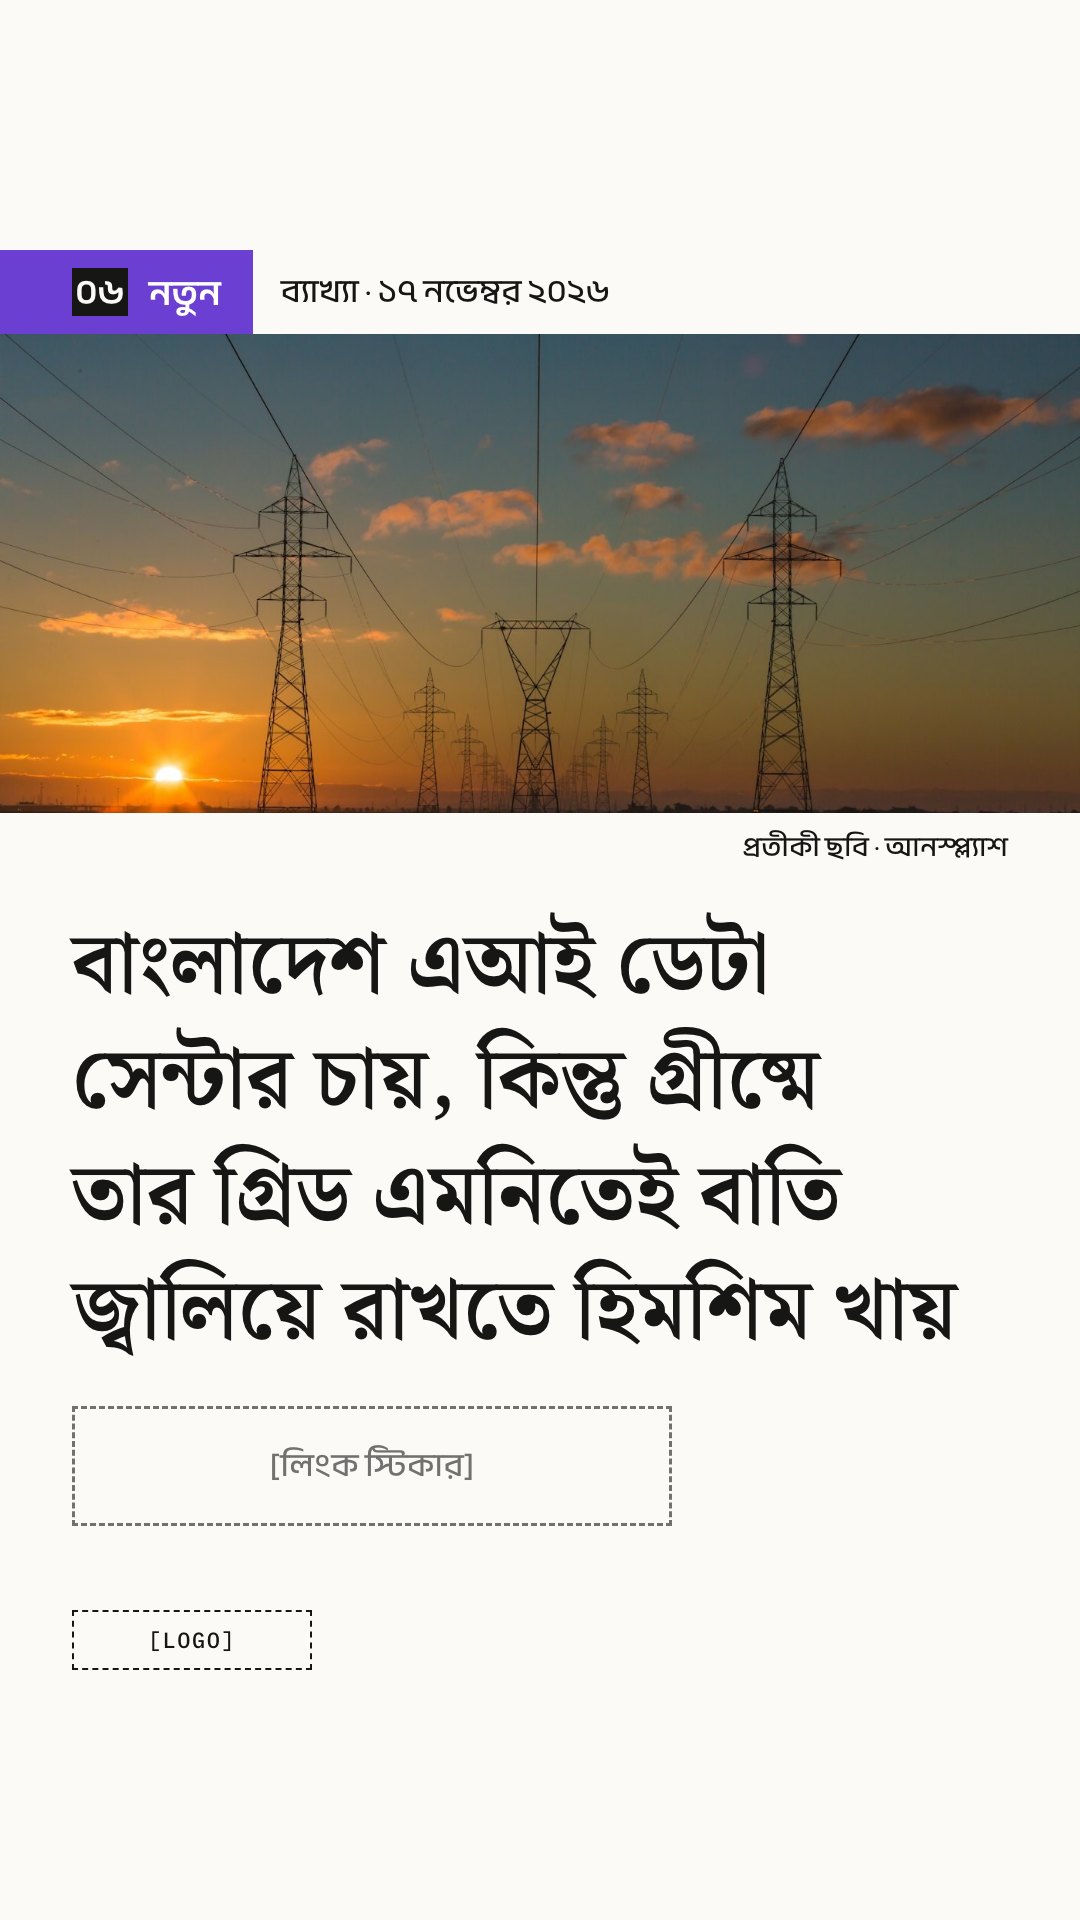 ০৬ নতুন ব্যাখ্যা · ১৭ নভেম্বর ২০২৬
প্রতীকী ছবি · আনস্প্ল্যাশ
বাংলাদেশ এআই ডেটা
সেন্টার চায়, কিন্তু গ্রীষ্মে
তার গ্রিড এমনিতেই বাতি
জ্বালিয়ে রাখতে হিমশিম খায়
[লিংক স্টিকার]
[LOGO]